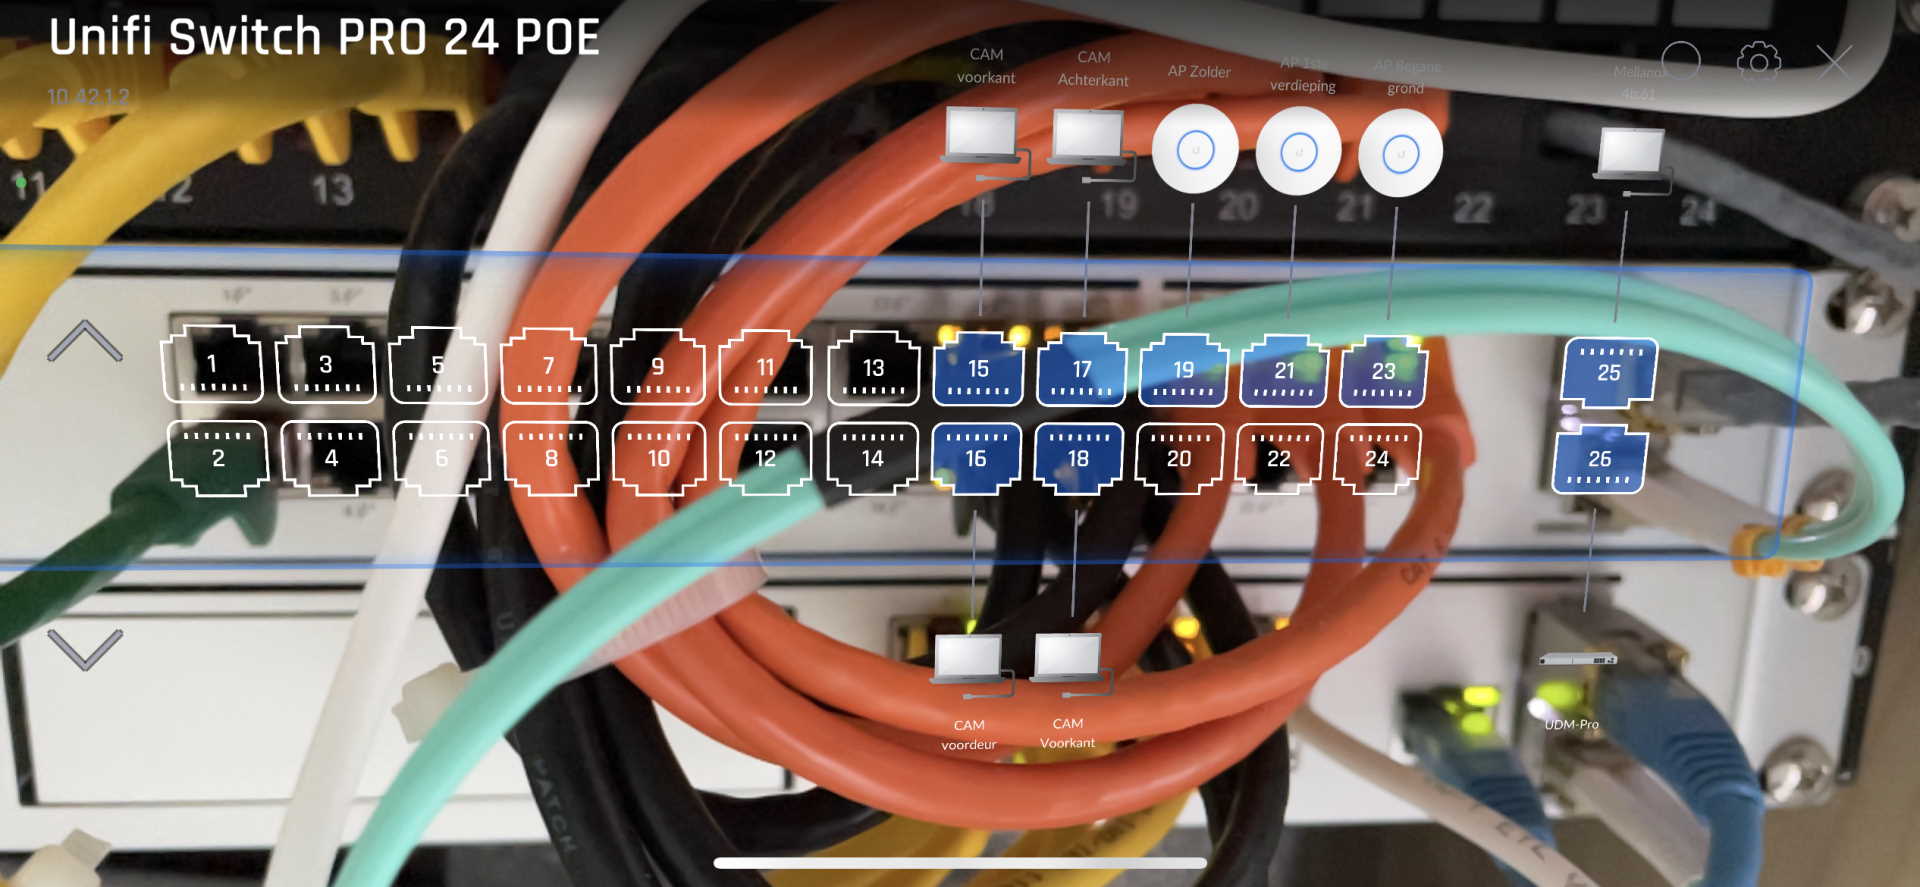 Unifi Switch PRO 24 POE
10.42.1.2
CAM
voorkant
CAM
Achterkant
AP Zolder
AP 1ste
verdieping
AP Begane
grond
11 12 13 18 19 20 21 22 23 24
1 3 5 7 9 11 13 15 17 19 21 23 25
2 4 6 8 10 12 14 16 18 20 22 24 26
CAM
voordeur
CAM
Voorkant
UDM-Pro
PATCH